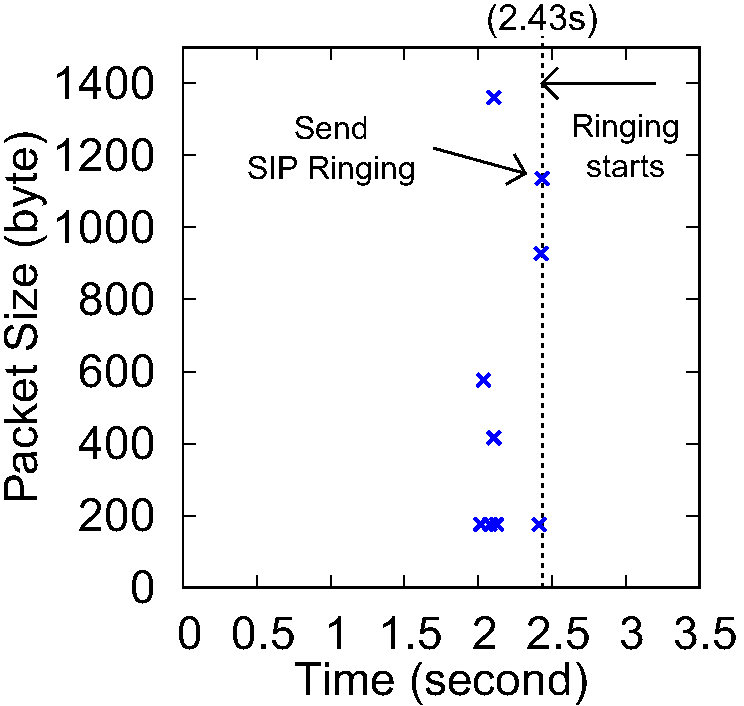 (2.43s)
1400
1200
1000
800
600
400
200
0
Packet Size (byte)
Send
SIP Ringing
Ringing
starts
0 0.5 1 1.5 2 2.5 3 3.5
Time (second)